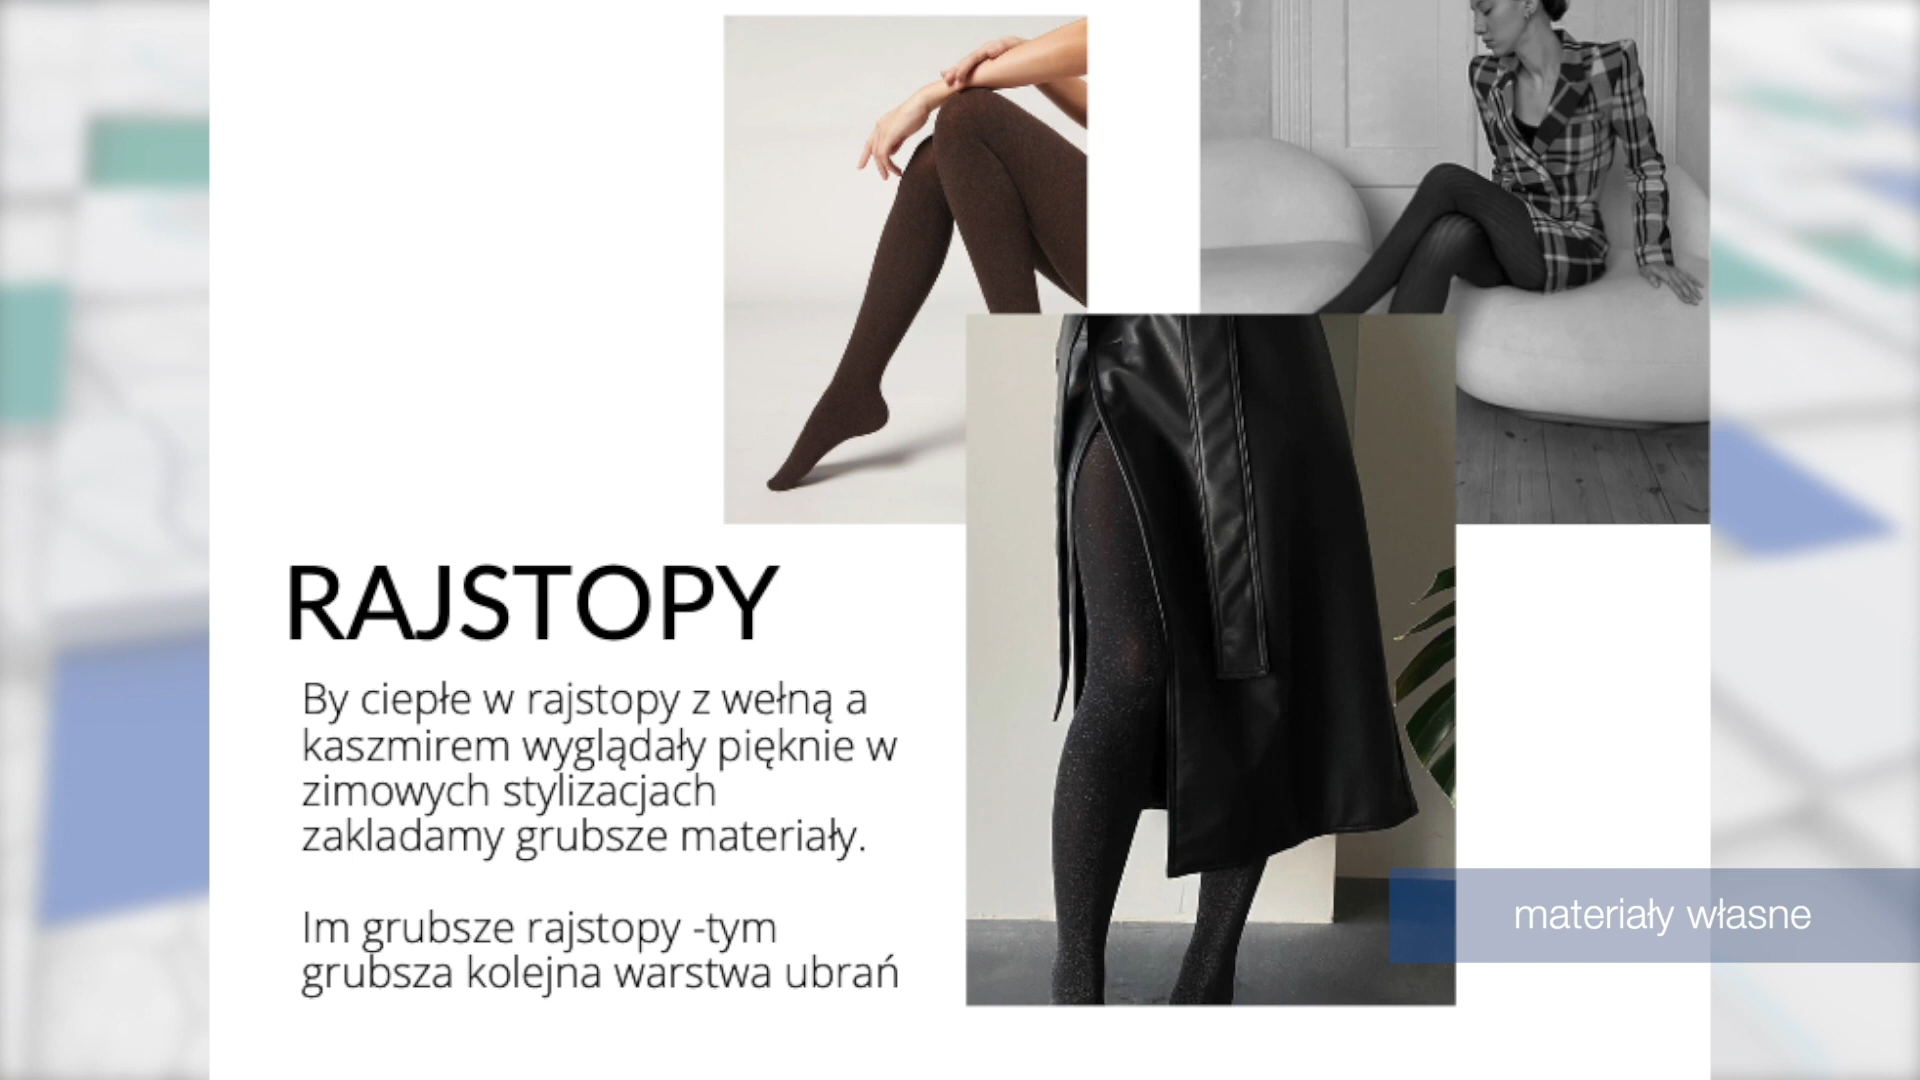 RAJSTOPY
By ciepłe w rajstopy z wełną a
kaszmirem wyglądały pięknie w
zimowych stylizacjach
zakladamy grubsze materiały.
Im grubsze rajstopy -tym
grubsza kolejna warstwa ubrań
materiały własne